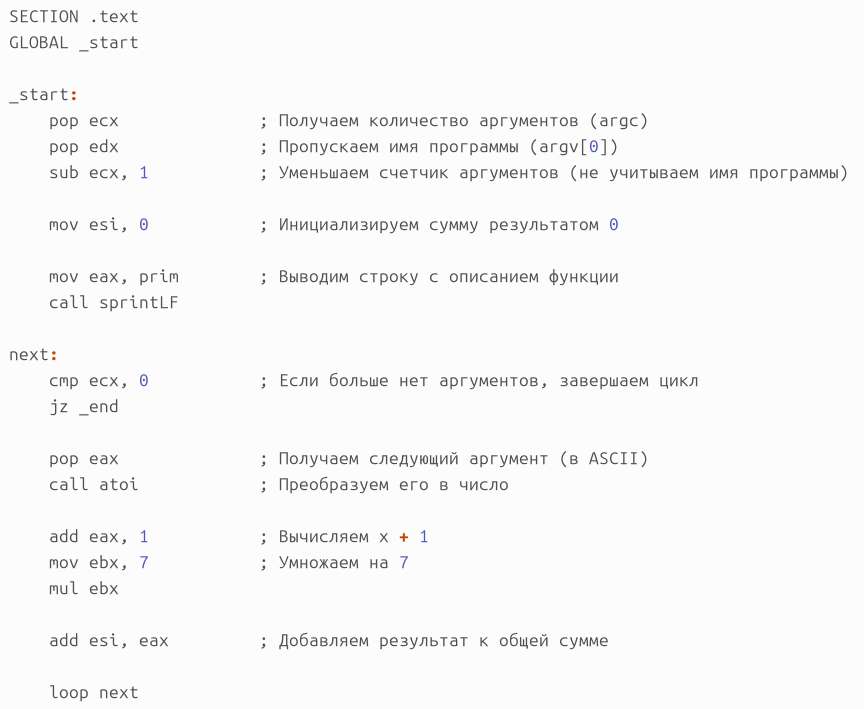 SECTION .text
GLOBAL _start
_start:
pop ecx ; Получаем количество аргументов (argc)
pop edx ; Пропускаем имя программы (argv[0])
sub ecx, 1 ; Уменьшаем счетчик аргументов (не учитываем имя программы)
mov esi, 0 ; Инициализируем сумму результатом 0
mov eax, prim ; Выводим строку с описанием функции
call sprintLF
next:
cmp ecx, 0 ; Если больше нет аргументов, завершаем цикл
jz _end
pop eax ; Получаем следующий аргумент (в ASCII)
call atoi ; Преобразуем его в число
add eax, 1 ; Вычисляем x + 1
mov ebx, 7 ; Умножаем на 7
mul ebx
add esi, eax ; Добавляем результат к общей сумме
loop next